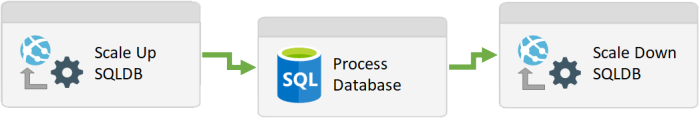 Scale Up
SQLDB
SQL
Process
Database
Scale Down
SQLDB